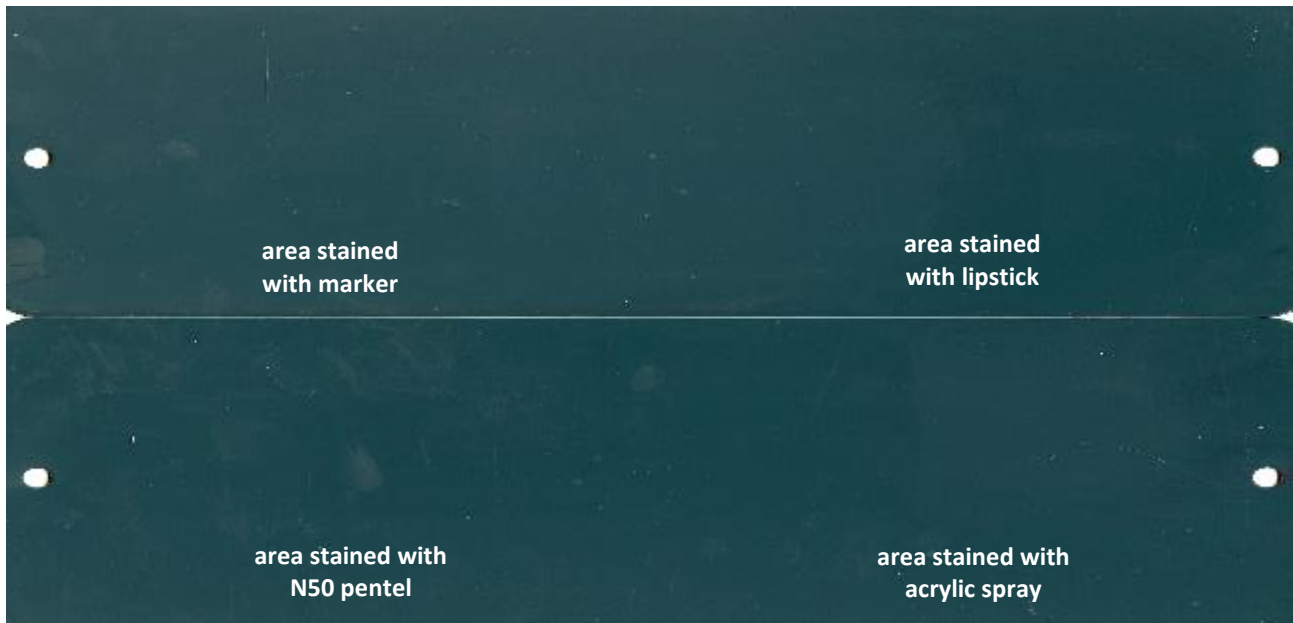 area stained
with marker
area stained
with lipstick
area stained with
N50 pentel
area stained with
acrylic spray